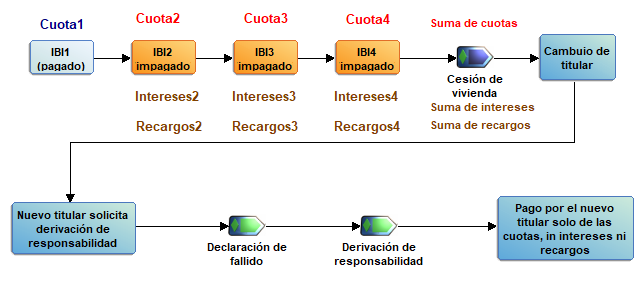 Cuota1
Cuota2
Cuota3
Cuota4
Suma de cuotas
IBI1
(pagado)
IBI2
impagado
IBI3
impagado
IBI4
impagado
Cesión de
vivienda
Cambuio de
titular
Intereses2
Intereses3
Intereses4
Suma de intereses
Recargos2
Recargos3
Recargos4
Suma de recargos
Nuevo titular solicita
derivación de
responsabilidad
Declaración de
fallido
Derivación de
responsabilidad
Pago por el nuevo
titular solo de las
cuotas, in intereses ni
recargos